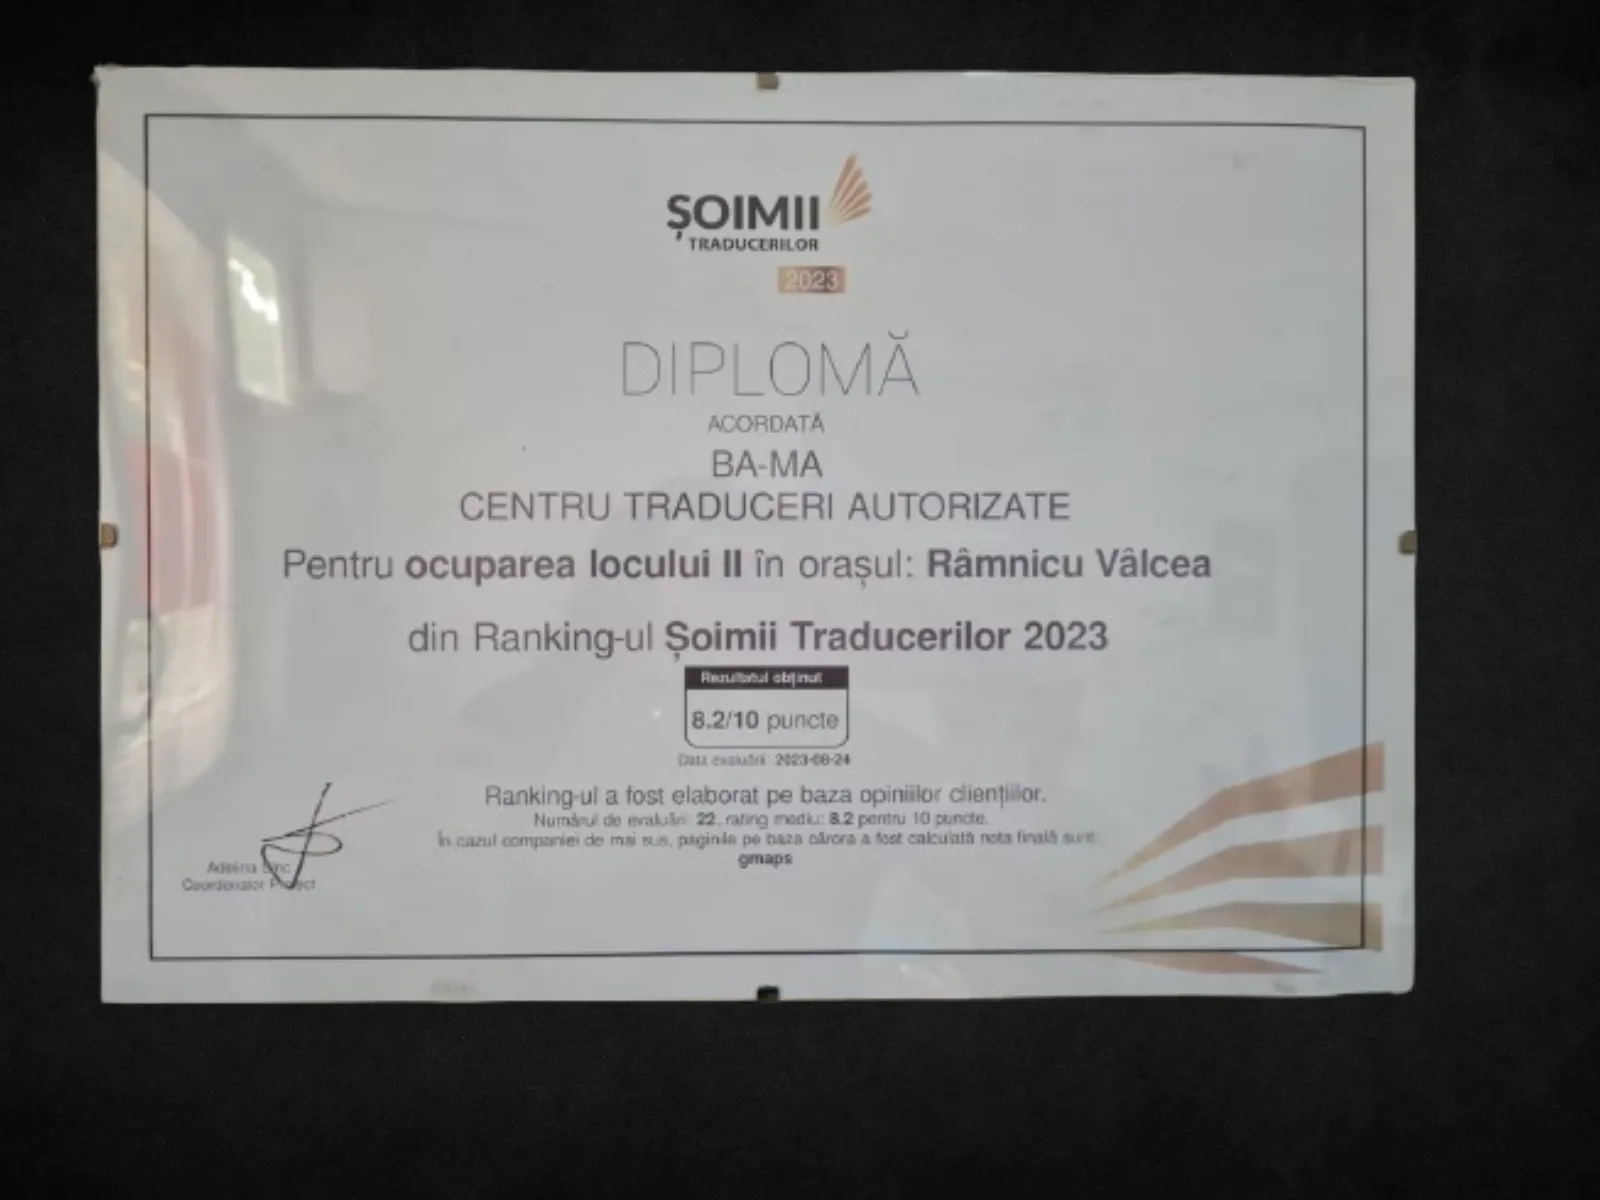 ȘOIMII
TRADUCERILOR
2023
DIPLOMĂ
ACORDATĂ
BA-MA
CENTRU TRADUCERI AUTORIZATE
Pentru ocuparea locului II în orașul: Râmnicu Vâlcea
din Ranking-ul Șoimii Traducerilor 2023
Rezultatul obținut
8.2/10 puncte
Data evaluării: 2023-08-24
Ranking-ul a fost elaborat pe baza opiniilor cliențiilor.
Numărul de evaluări: 22, rating mediu: 8.2 pentru 10 puncte.
În cazul companiei de mai sus, paginile pe baza cărora a fost calculată nota finală sunt:
gmaps
Adelina
Coordonator Proiect